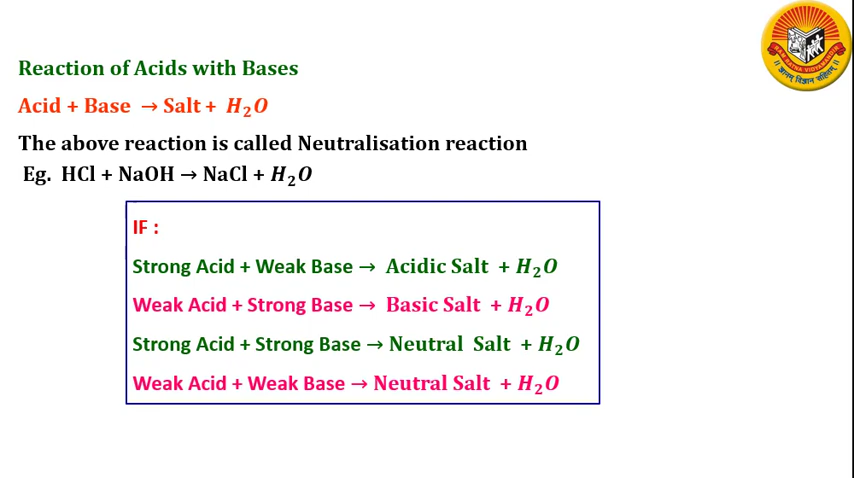 Reaction of Acids with Bases
Acid + Base → Salt + H₂O
The above reaction is called Neutralisation reaction
Eg. HCl + NaOH → NaCl + H₂O
IF :
Strong Acid + Weak Base → Acidic Salt + H₂O
Weak Acid + Strong Base → Basic Salt + H₂O
Strong Acid + Strong Base → Neutral Salt + H₂O
Weak Acid + Weak Base → Neutral Salt + H₂O